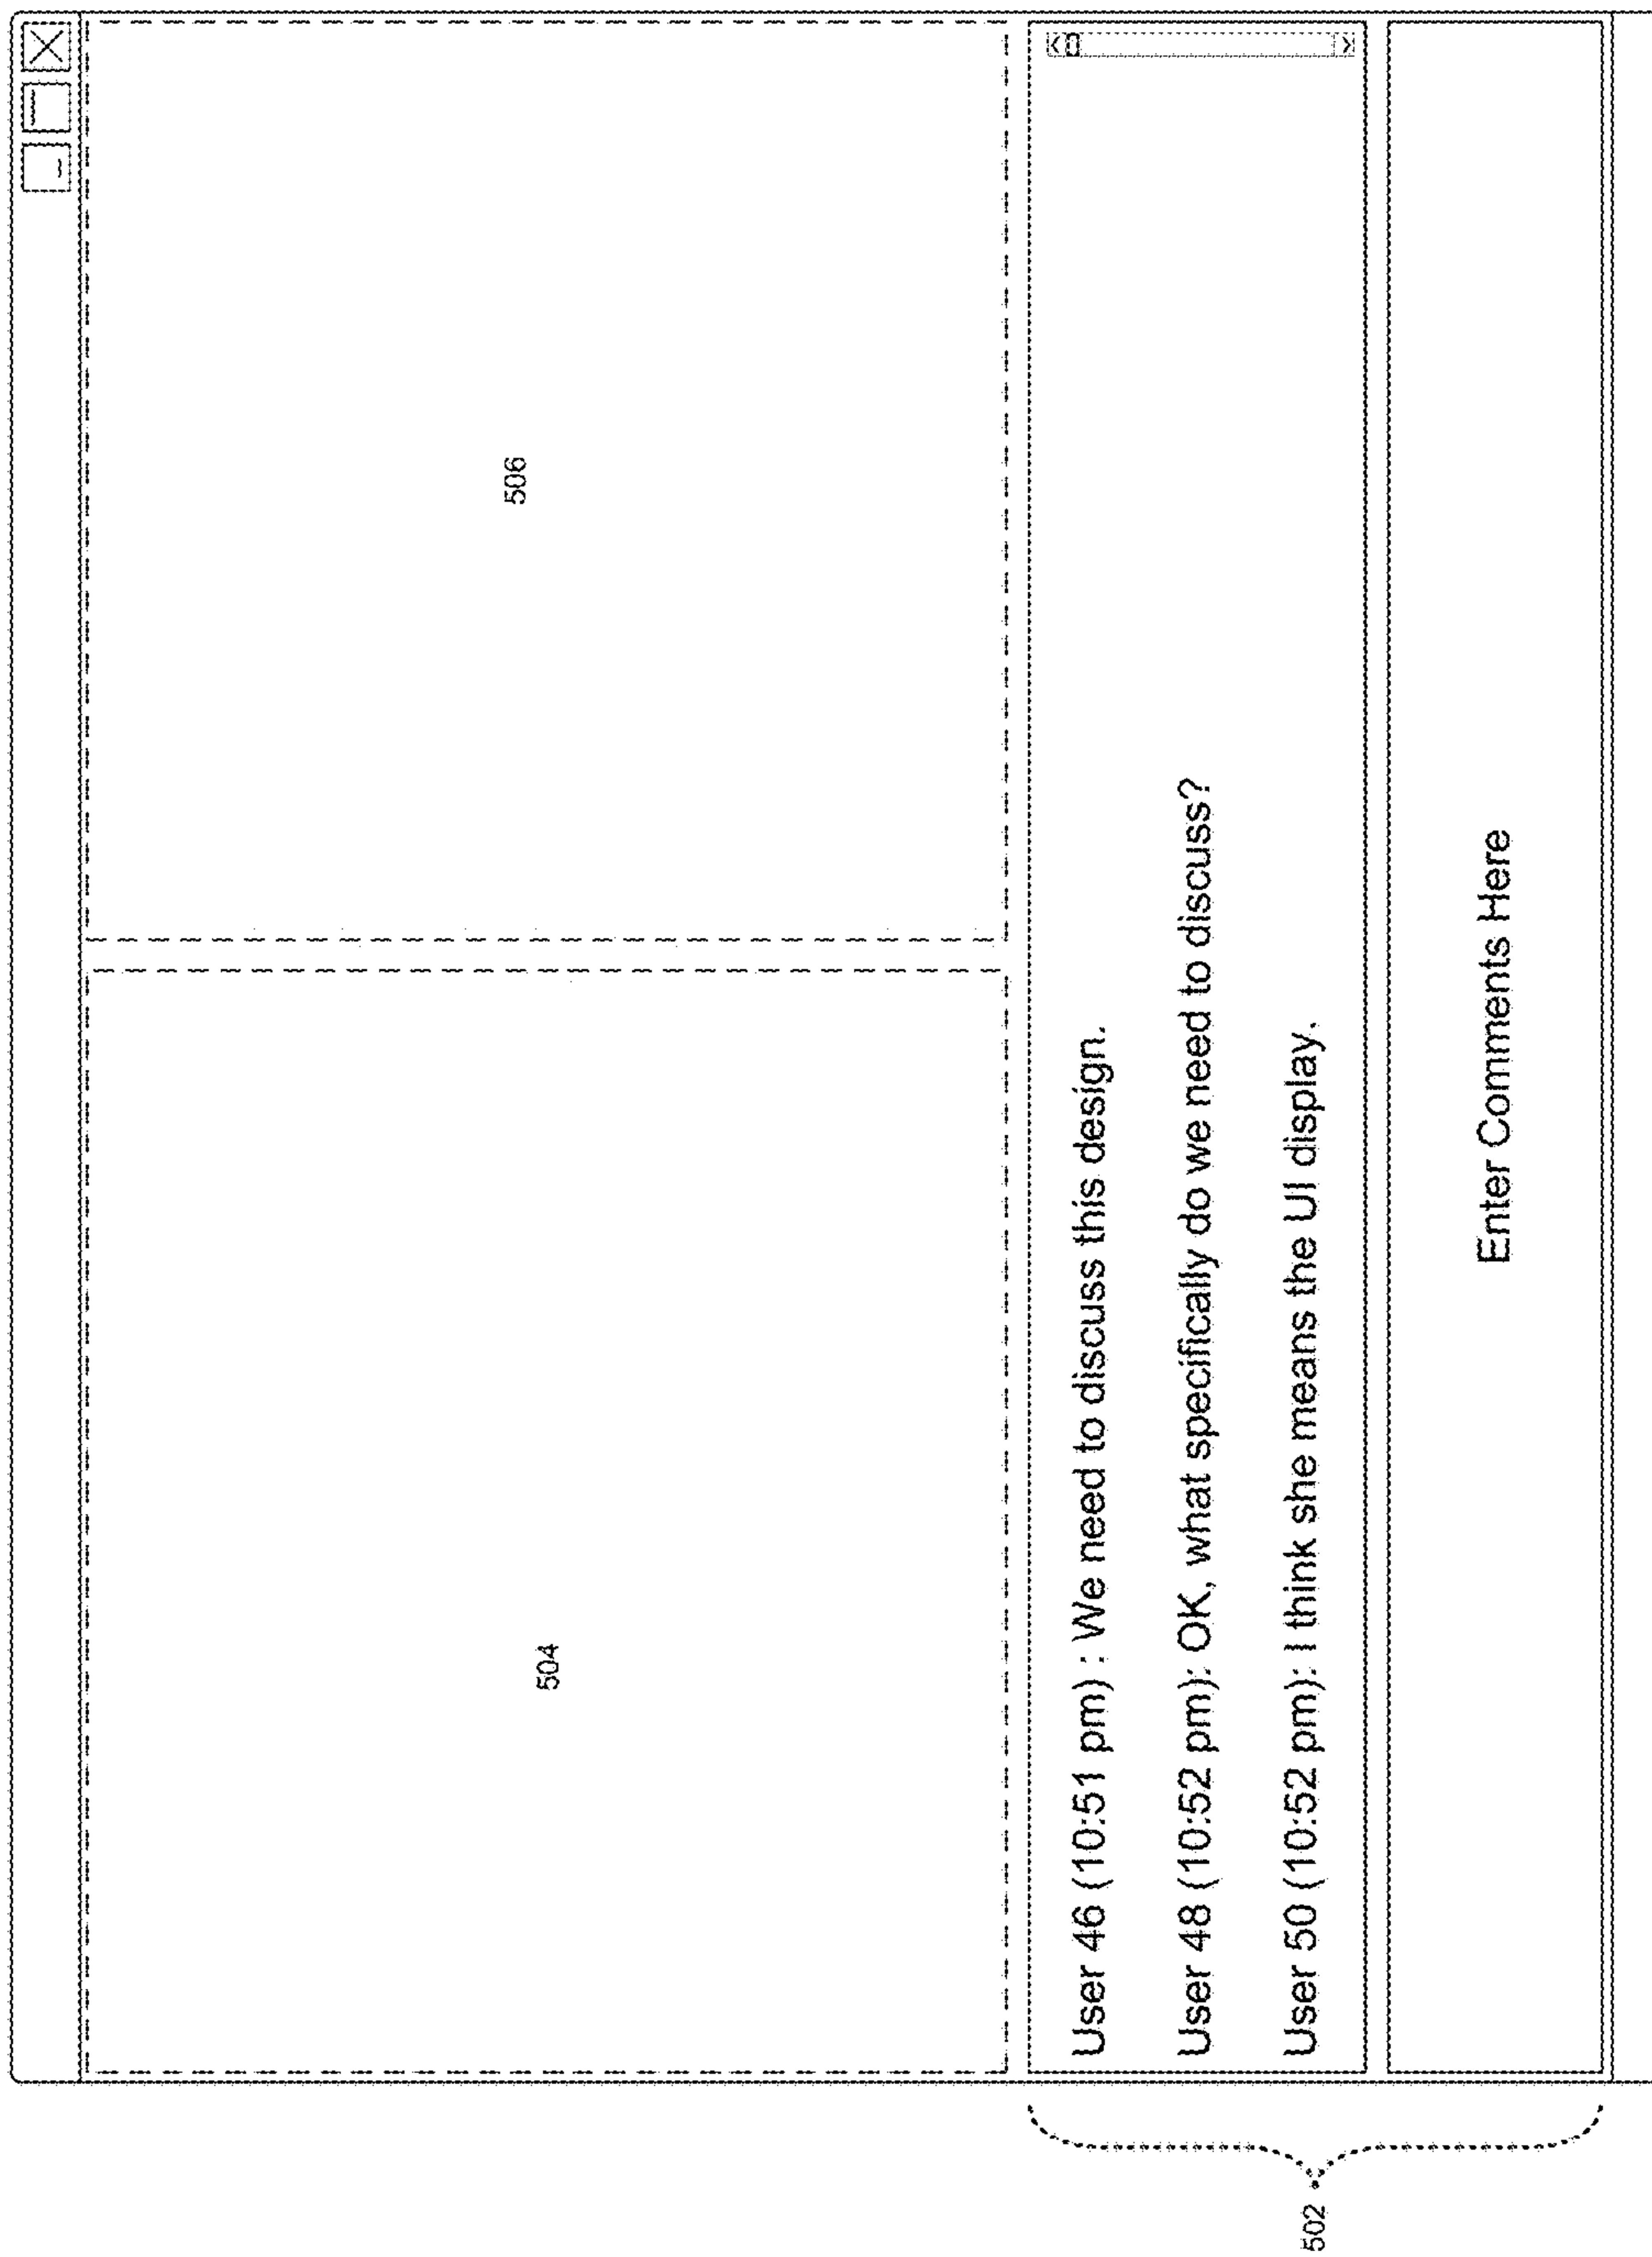 504
506
User 46 (10:51 pm) : We need to discuss this design.
User 48 (10:52 pm): OK, what specifically do we need to discuss?
User 50 (10:52 pm): I think she means the UI display.
Enter Comments Here
502